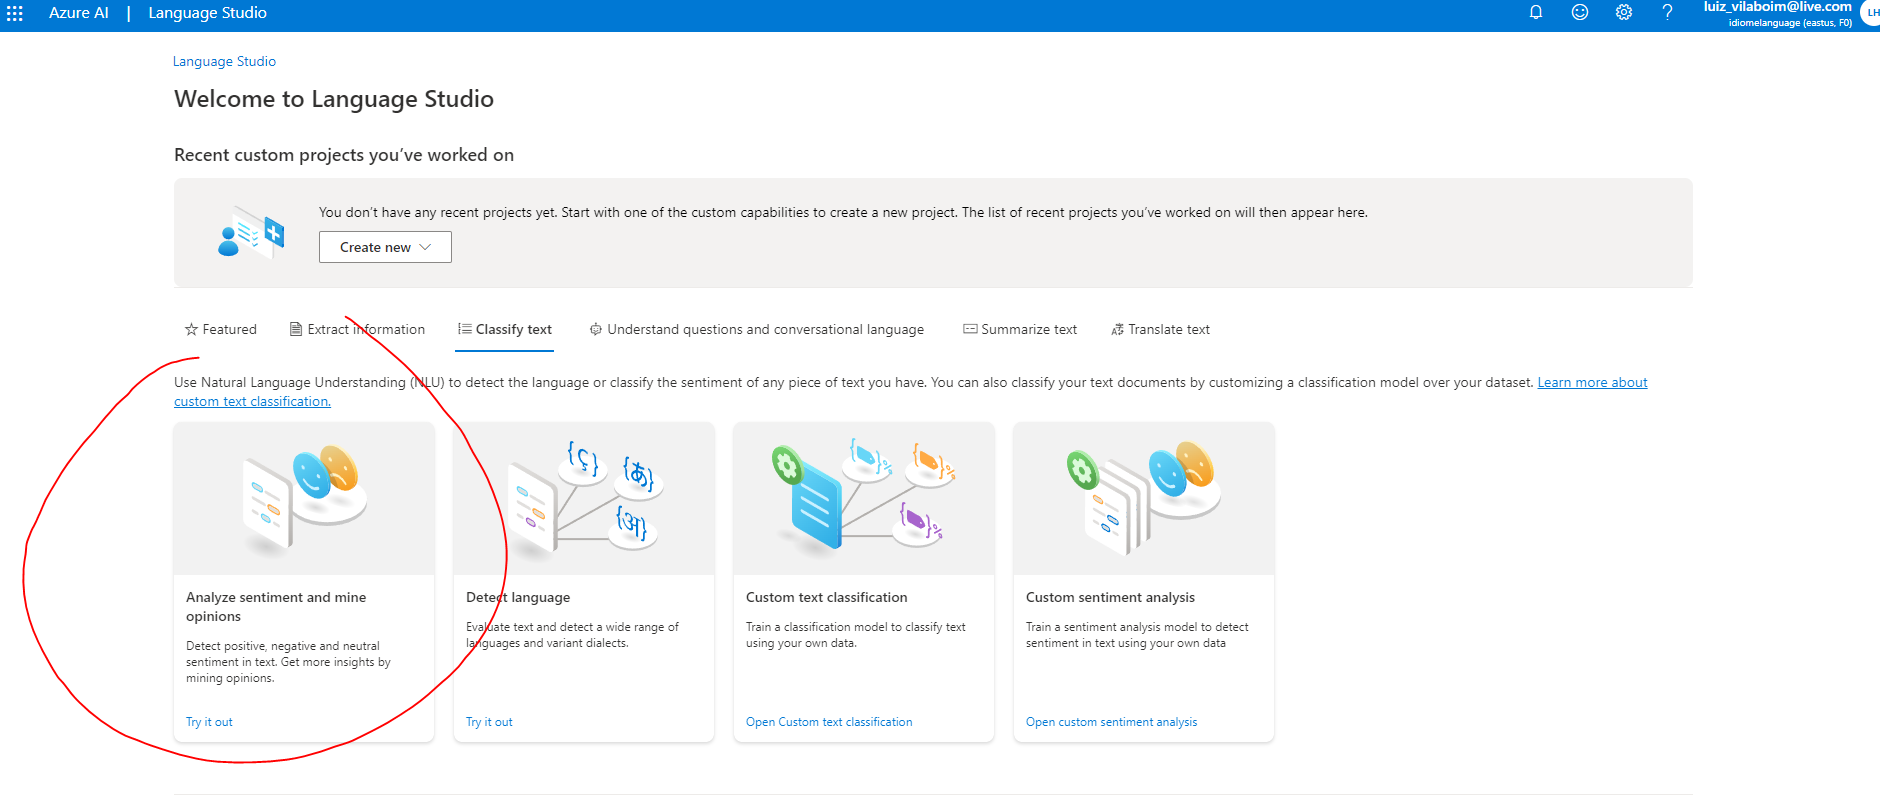 Azure AI | Language Studio
luiz_vilaboim@live.com
idiomelanguage (eastus, F0)
LH
Language Studio
Welcome to Language Studio
Recent custom projects you've worked on
You don't have any recent projects yet. Start with one of the custom capabilities to create a new project. The list of recent projects you've worked on will then appear here.
Create new
Featured
Extract information
Classify text
Understand questions and conversational language
Summarize text
Translate text
Use Natural Language Understanding (NLU) to detect the language or classify the sentiment of any piece of text you have. You can also classify your text documents by customizing a classification model over your dataset. Learn more about
custom text classification.
{ç}
{あ}
{अ}
Analyze sentiment and mine
opinions
Detect positive, negative and neutral
sentiment in text. Get more insights by
mining opinions.
Try it out
Detect language
Evaluate text and detect a wide range of
languages and variant dialects.
Try it out
Custom text classification
Train a classification model to classify text
using your own data.
Open Custom text classification
Custom sentiment analysis
Train a sentiment analysis model to detect
sentiment in text using your own data
Open custom sentiment analysis